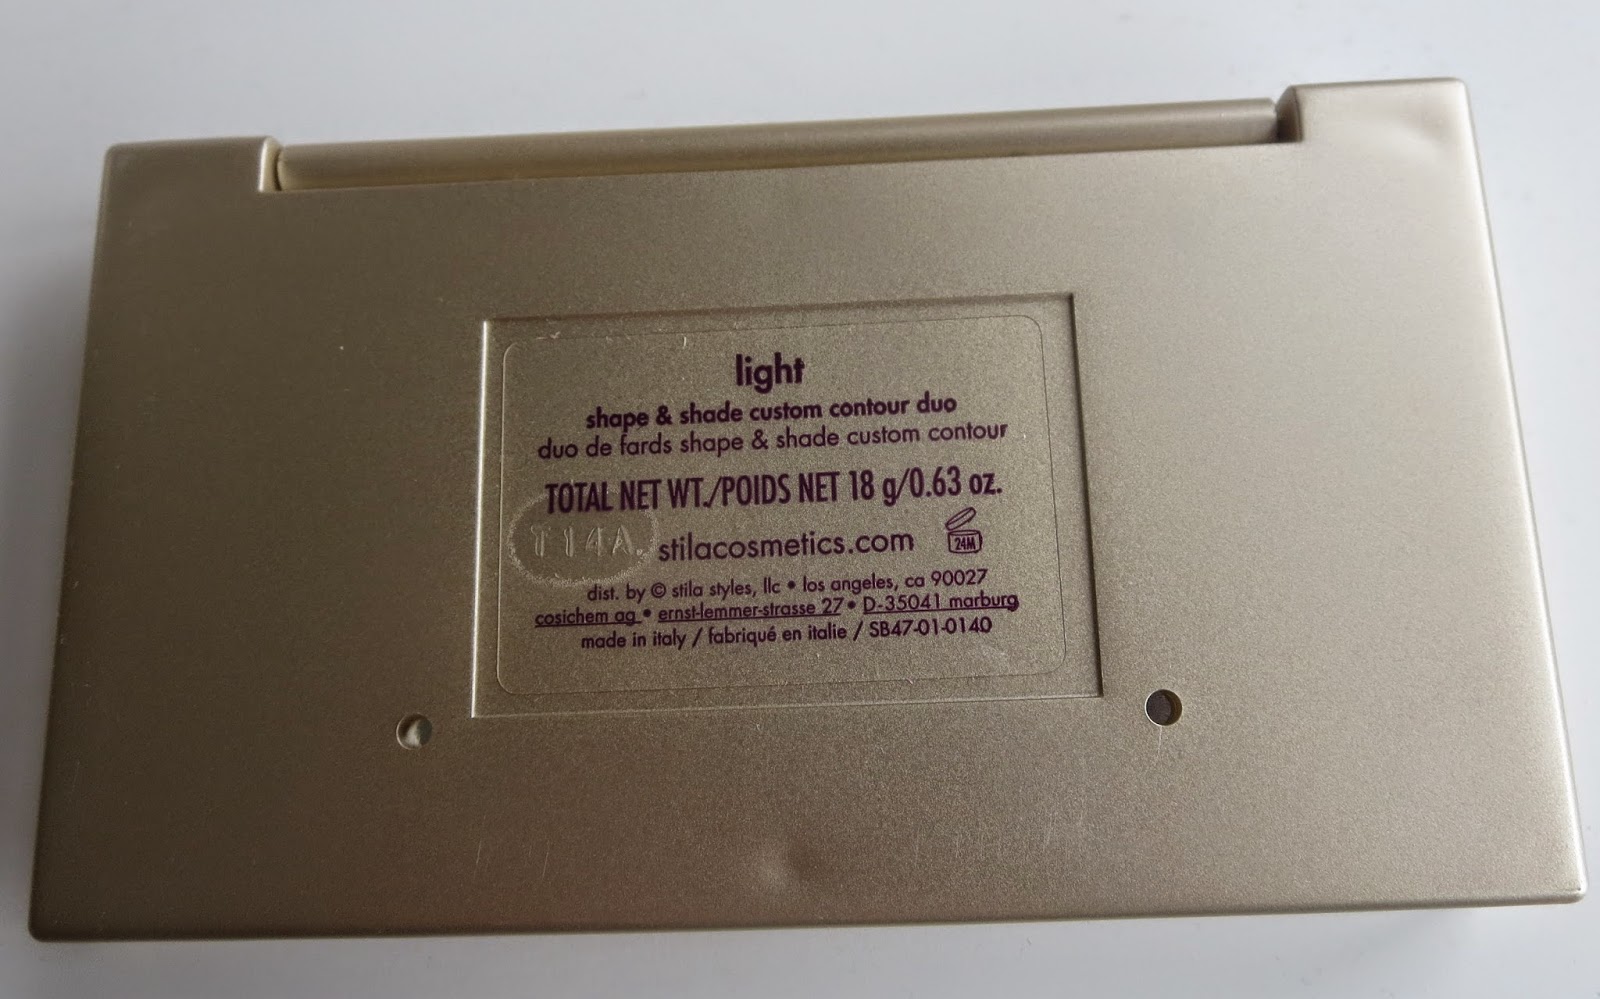 light
shape & shade custom contour duo
duo de fards shape & shade custom contour
TOTAL NET WT./POIDS NET 18 g/0.63 oz.
T14A. stilacosmetics.com 24M
dist. by © stila styles, llc • los angeles, ca 90027
cosichem ag • ernst-lemmer-strasse 27 • D-35041 marburg
made in italy / fabriqué en italie / SB47-01-0140